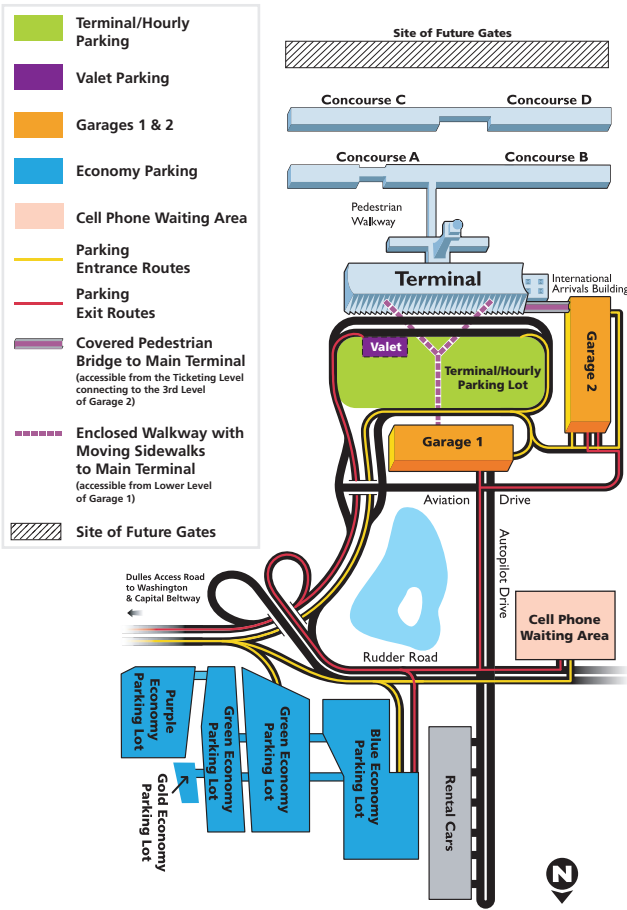 Terminal/Hourly
Parking
Valet Parking
Garages 1 & 2
Economy Parking
Cell Phone Waiting Area
Parking
Entrance Routes
Parking
Exit Routes
Covered Pedestrian
Bridge to Main Terminal
(accessible from the Ticketing Level
connecting to the 3rd Level
of Garage 2)
Enclosed Walkway with
Moving Sidewalks
to Main Terminal
(accessible from Lower Level
of Garage 1)
Site of Future Gates
Site of Future Gates
Concourse C
Concourse D
Concourse A
Concourse B
Pedestrian
Walkway
Terminal
International
Arrivals Building
Valet
Terminal/Hourly
Parking Lot
Garage 2
Garage 1
Aviation Drive
Autopilot Drive
Dulles Access Road
to Washington
& Capital Beltway
Cell Phone
Waiting Area
Rudder Road
Purple
Economy
Parking Lot
Green Economy
Parking Lot
Green Economy
Parking Lot
Blue Economy
Parking Lot
Gold Economy
Parking Lot
Rental Cars
N